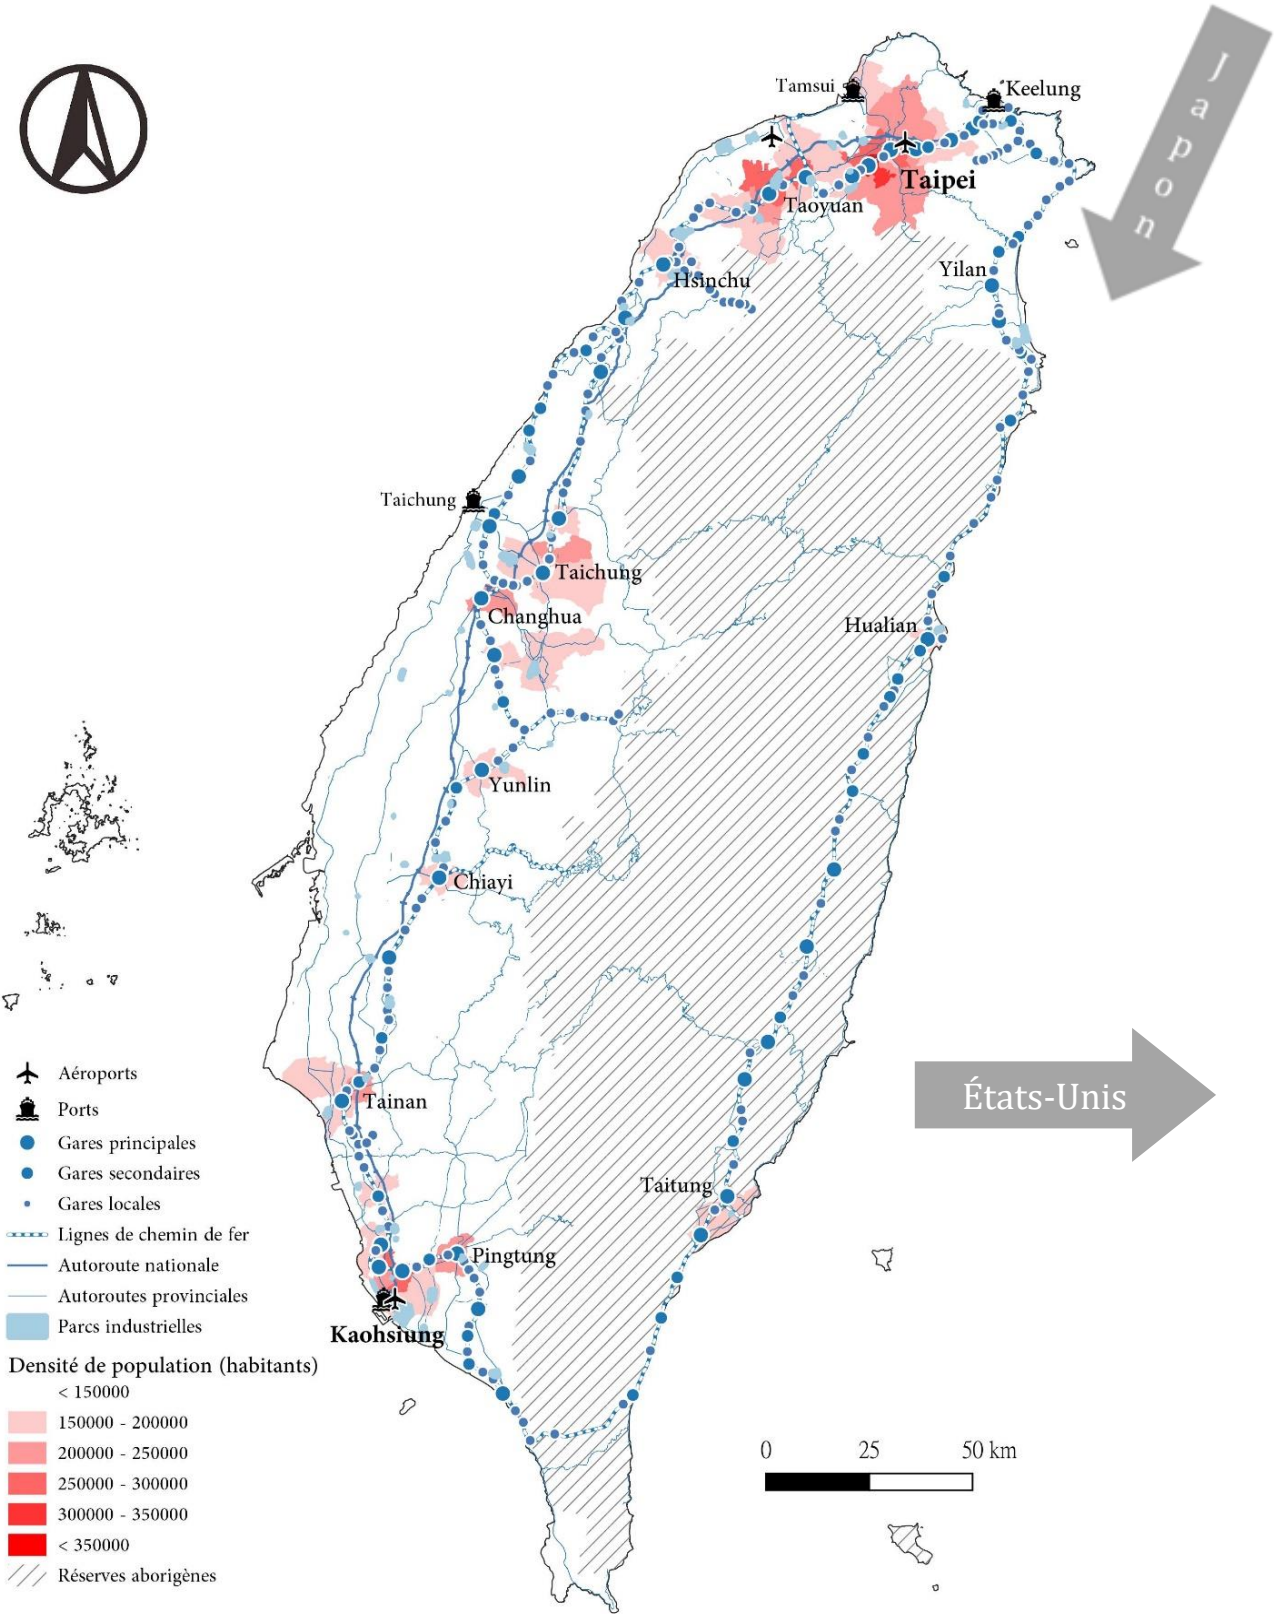 Japon
Tamsui
Keelung
Taipei
Taoyuan
Hsinchu
Yilan
Taichung
Taichung
Changhua
Hualian
Yunlin
Chiayi
Tainan
États-Unis
Taitung
Pingtung
Kaohsiung
Aéroports
Ports
Gares principales
Gares secondaires
Gares locales
Lignes de chemin de fer
Autoroute nationale
Autoroutes provinciales
Parcs industrielles
Densité de population (habitants)
< 150000
150000 - 200000
200000 - 250000
250000 - 300000
300000 - 350000
< 350000
Réserves aborigènes
0 25 50 km